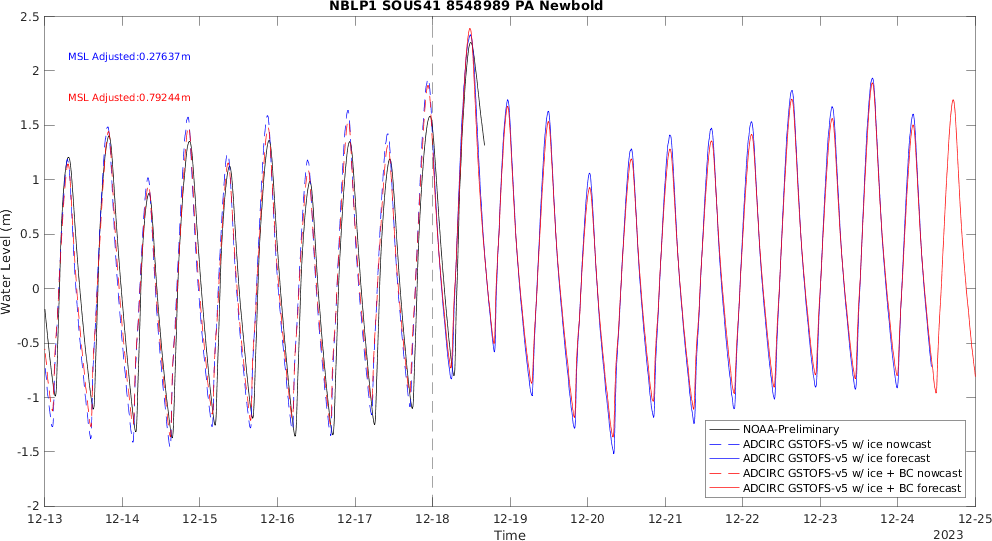 NBLP1 SOUS41 8548989 PA Newbold
MSL Adjusted:0.27637m
MSL Adjusted:0.79244m
Water Level (m)
2.5
2
1.5
1
0.5
0
-0.5
-1
-1.5
-2
NOAA-Preliminary
ADCIRC GSTOFS-v5 w/ ice nowcast
ADCIRC GSTOFS-v5 w/ ice forecast
ADCIRC GSTOFS-v5 w/ ice + BC nowcast
ADCIRC GSTOFS-v5 w/ ice + BC forecast
12-13 12-14 12-15 12-16 12-17 12-18 12-19 12-20 12-21 12-22 12-23 12-24 12-25
Time
2023